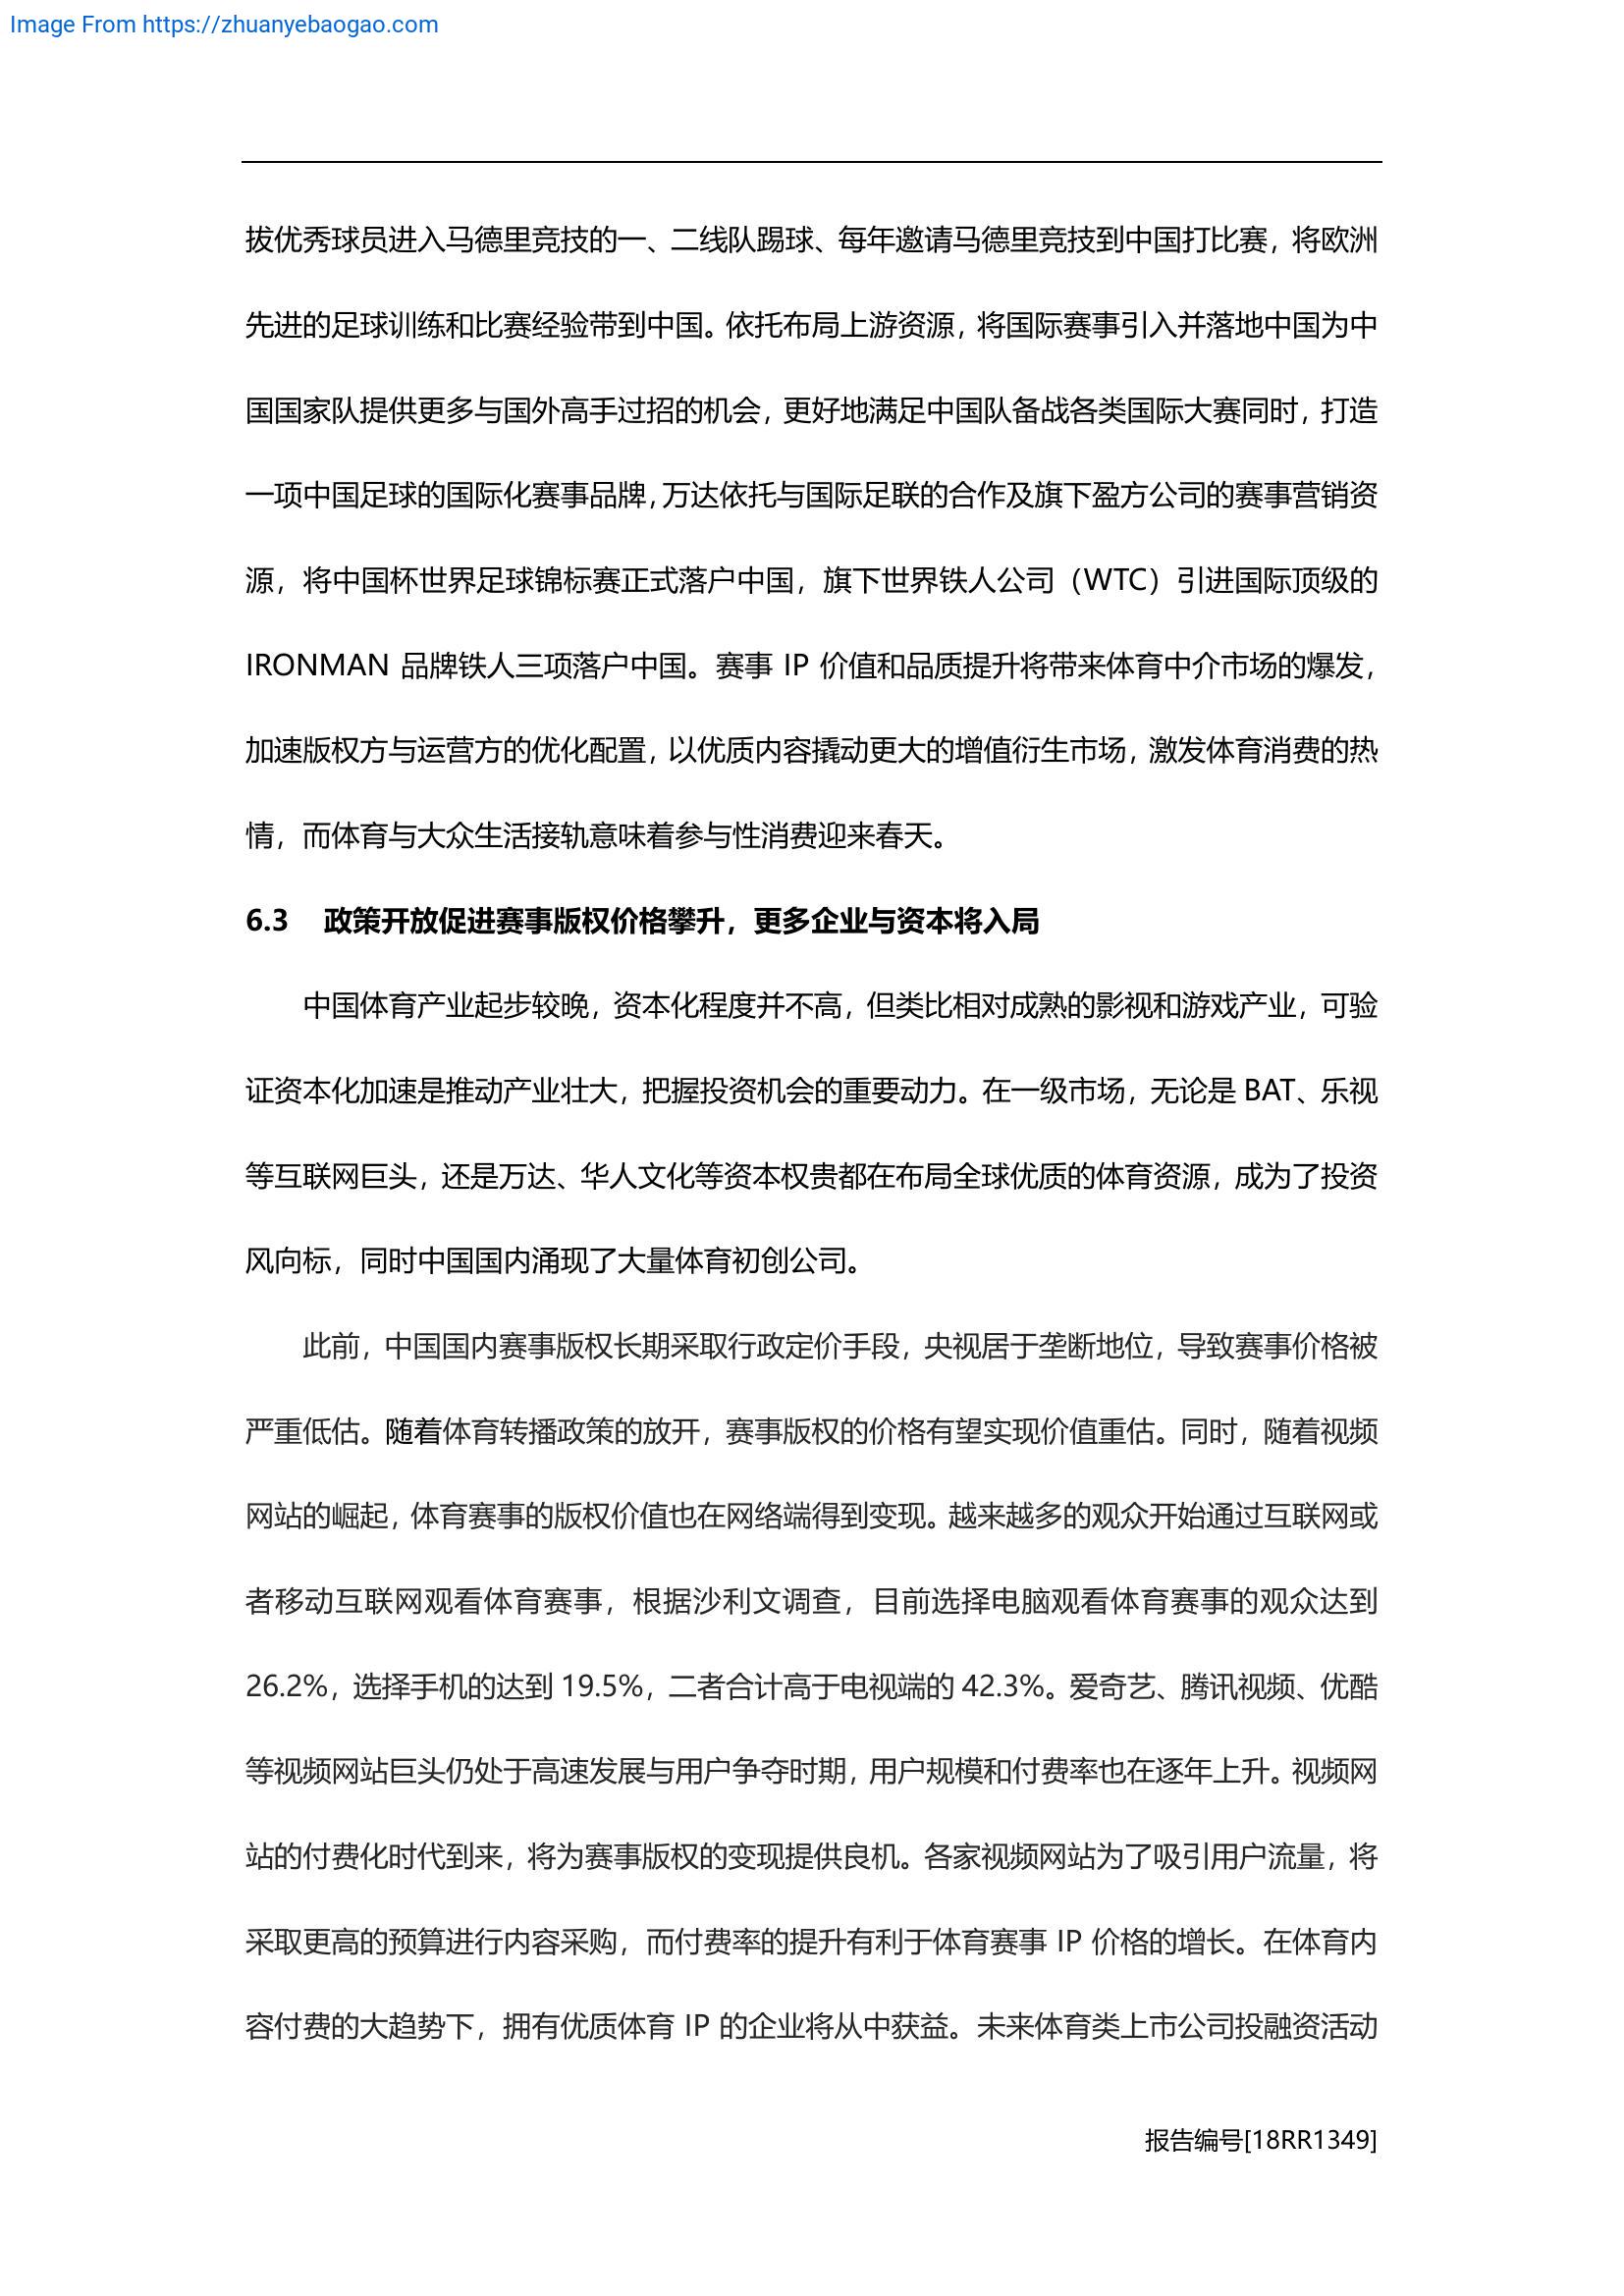 Image From https://zhuanyebaogao.com
拔优秀球员进入马德里竞技的一、二线队踢球、每年邀请马德里竞技到中国打比赛，将欧洲
先进的足球训练和比赛经验带到中国。依托布局上游资源，将国际赛事引入并落地中国为中
国国家队提供更多与国外高手过招的机会，更好地满足中国队备战各类国际大赛同时，打造
一项中国足球的国际化赛事品牌，万达依托与国际足联的合作及旗下盈方公司的赛事营销资
源，将中国杯世界足球锦标赛正式落户中国，旗下世界铁人公司（WTC）引进国际顶级的
IRONMAN 品牌铁人三项落户中国。赛事 IP 价值和品质提升将带来体育中介市场的爆发，
加速版权方与运营方的优化配置，以优质内容撬动更大的增值衍生市场，激发体育消费的热
情，而体育与大众生活接轨意味着参与性消费迎来春天。
6.3 政策开放促进赛事版权价格攀升，更多企业与资本将入局
中国体育产业起步较晚，资本化程度并不高，但类比相对成熟的影视和游戏产业，可验
证资本化加速是推动产业壮大，把握投资机会的重要动力。在一级市场，无论是 BAT、乐视
等互联网巨头，还是万达、华人文化等资本权贵都在布局全球优质的体育资源，成为了投资
风向标，同时中国国内涌现了大量体育初创公司。
此前，中国国内赛事版权长期采取行政定价手段，央视居于垄断地位，导致赛事价格被
严重低估。随着体育转播政策的放开，赛事版权的价格有望实现价值重估。同时，随着视频
网站的崛起，体育赛事的版权价值也在网络端得到变现。越来越多的观众开始通过互联网或
者移动互联网观看体育赛事，根据沙利文调查，目前选择电脑观看体育赛事的观众达到
26.2%，选择手机的达到 19.5%，二者合计高于电视端的 42.3%。爱奇艺、腾讯视频、优酷
等视频网站巨头仍处于高速发展与用户争夺时期，用户规模和付费率也在逐年上升。视频网
站的付费化时代到来，将为赛事版权的变现提供良机。各家视频网站为了吸引用户流量，将
采取更高的预算进行内容采购，而付费率的提升有利于体育赛事 IP 价格的增长。在体育内
容付费的大趋势下，拥有优质体育 IP 的企业将从中获益。未来体育类上市公司投融资活动
报告编号[18RR1349]